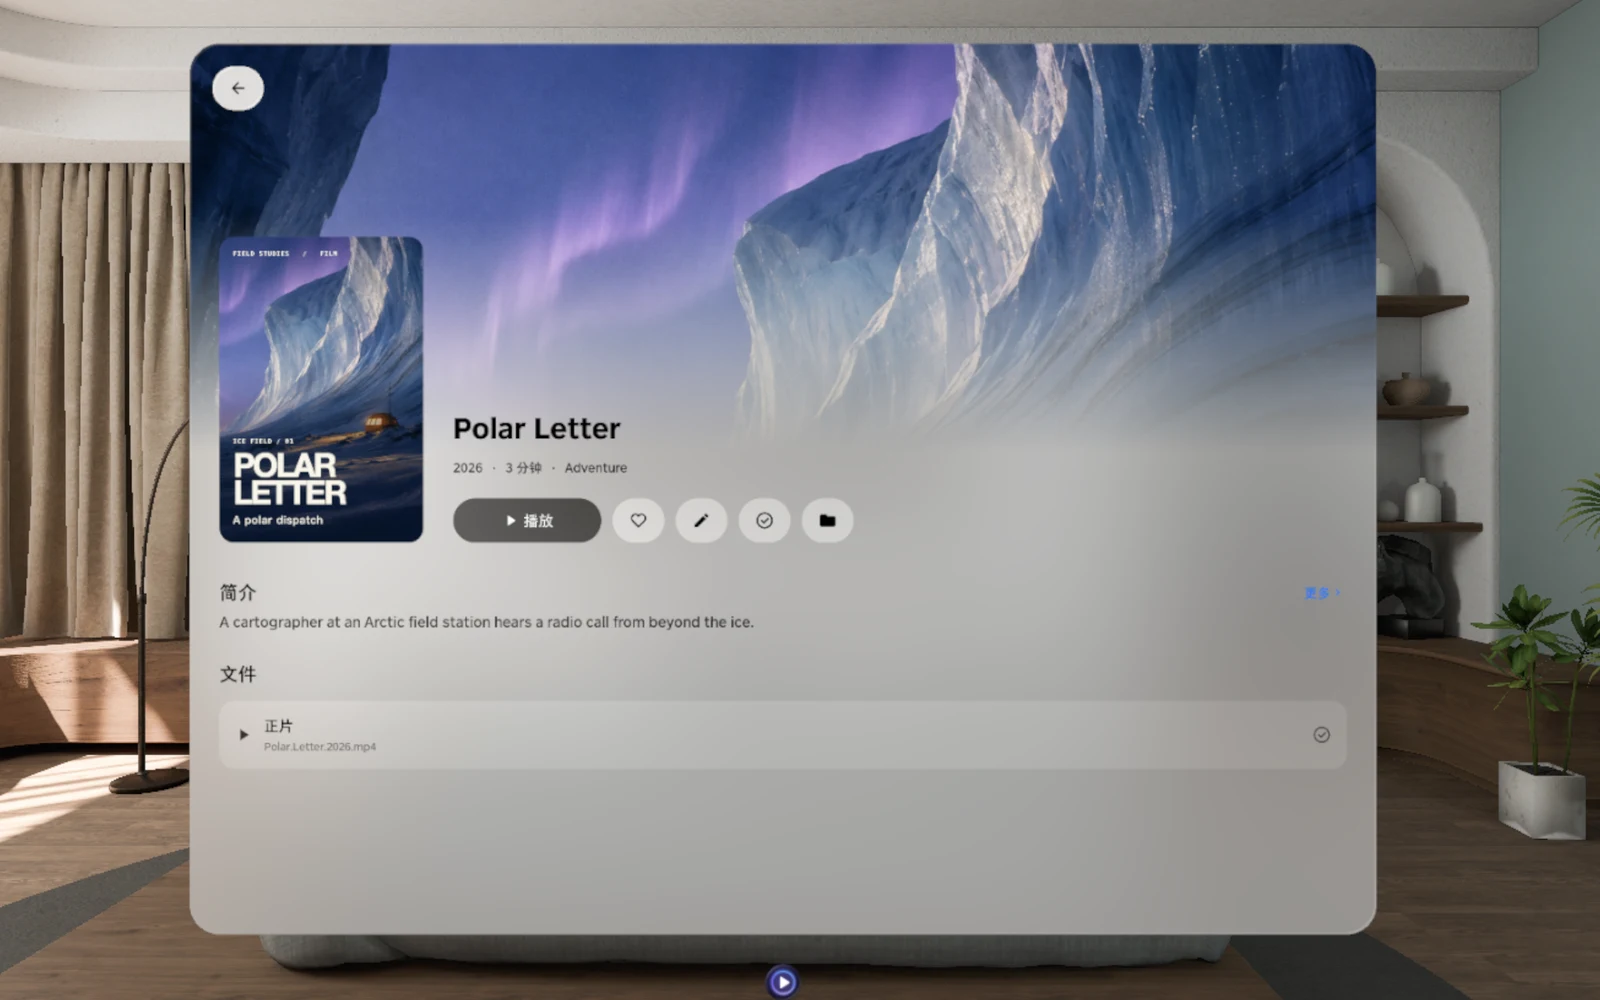 FIELD STUDIES / FILM
ICE FIELD / 01
POLAR
LETTER
A polar dispatch
Polar Letter
2026 · 3 分钟 · Adventure
播放
简介
更多
A cartographer at an Arctic field station hears a radio call from beyond the ice.
文件
正片
Polar.Letter.2026.mp4